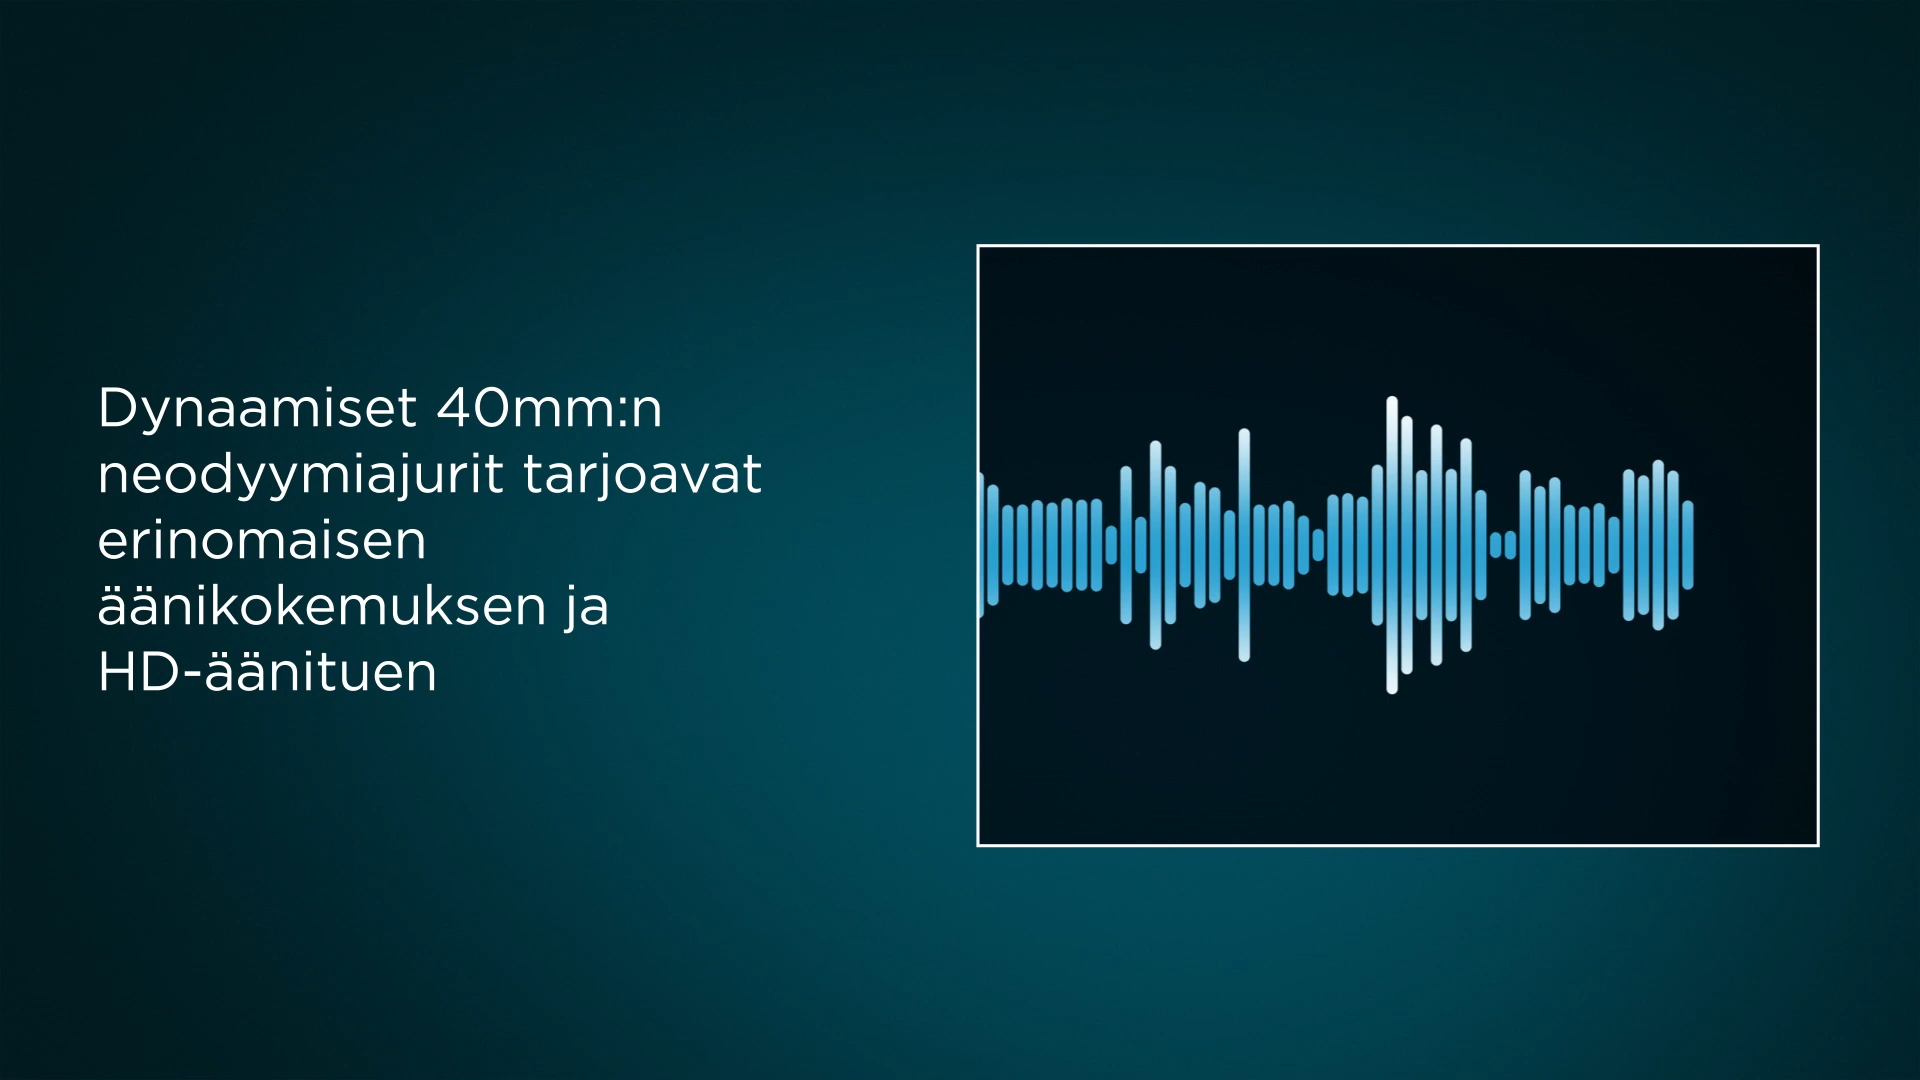 Dynaamiset 40mm:n
neodyymiajurit tarjoavat
erinomaisen
äänikokemuksen ja
HD-äänituen